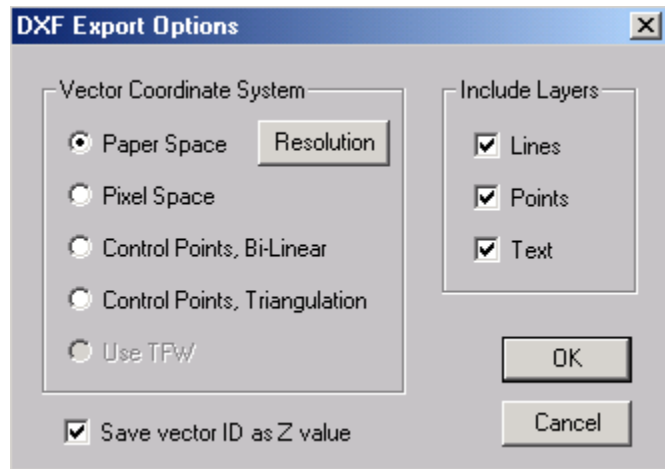 DXF Export Options
Vector Coordinate System
Paper Space
Resolution
Pixel Space
Control Points, Bi-Linear
Control Points, Triangulation
Use TFW
Save vector ID as Z value
Include Layers
Lines
Points
Text
OK
Cancel